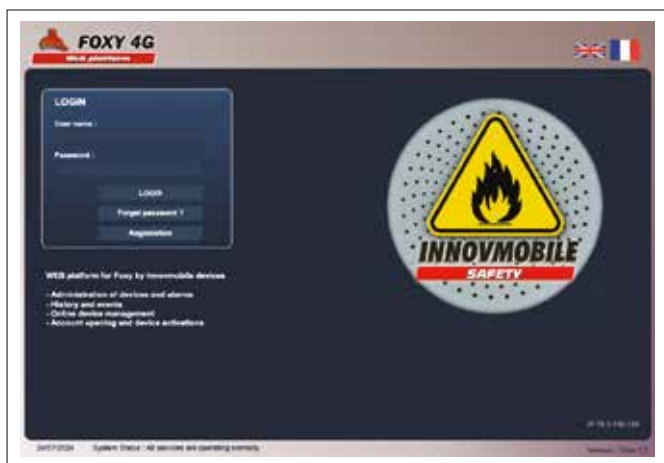 FOXY 4G
WEB platform
LOGIN
User name :
Password :
LOGIN
Forget password ?
Registration
INNOVMOBILE
SAFETY
WEB platform for Foxy by Innovmobile devices
- Administration of devices and alarms
- History and events
- Online device management
- Account opening and device activations
System Status : All services are operating normally